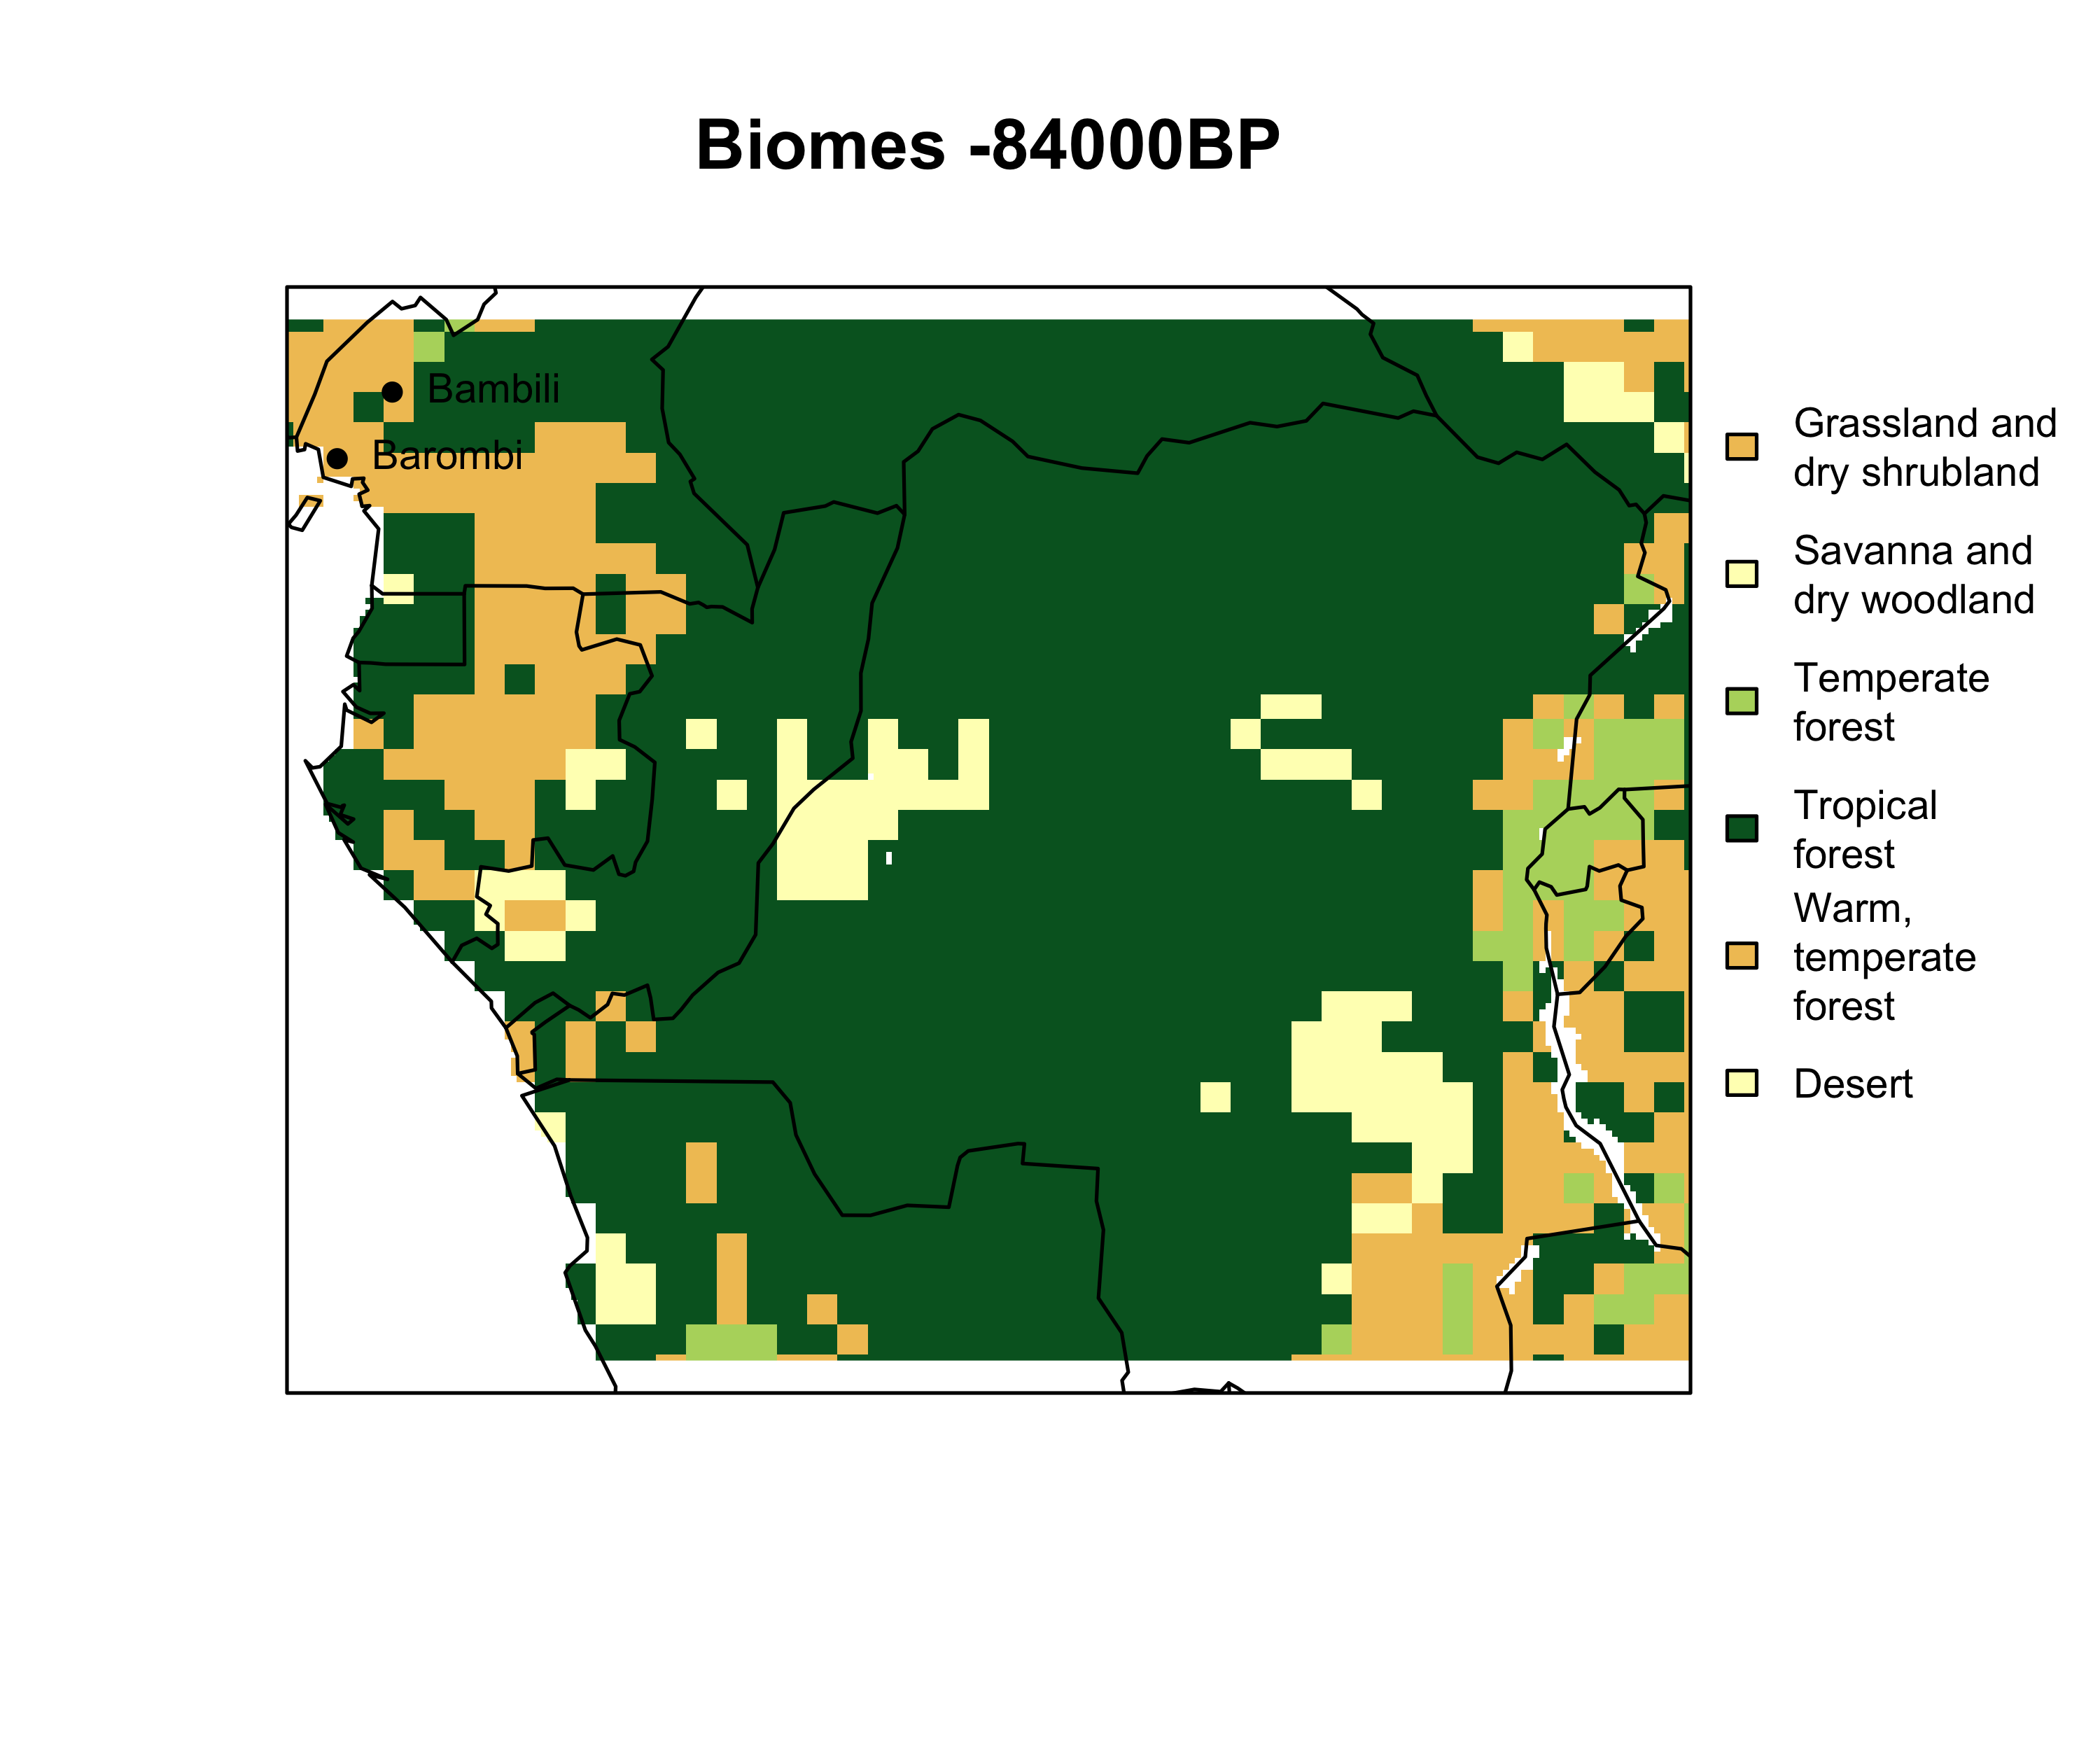 Biomes -84000BP
Bambili
Barombi
Grassland and
dry shrubland
Savanna and
dry woodland
Temperate
forest
Tropical
forest
Warm,
temperate
forest
Desert